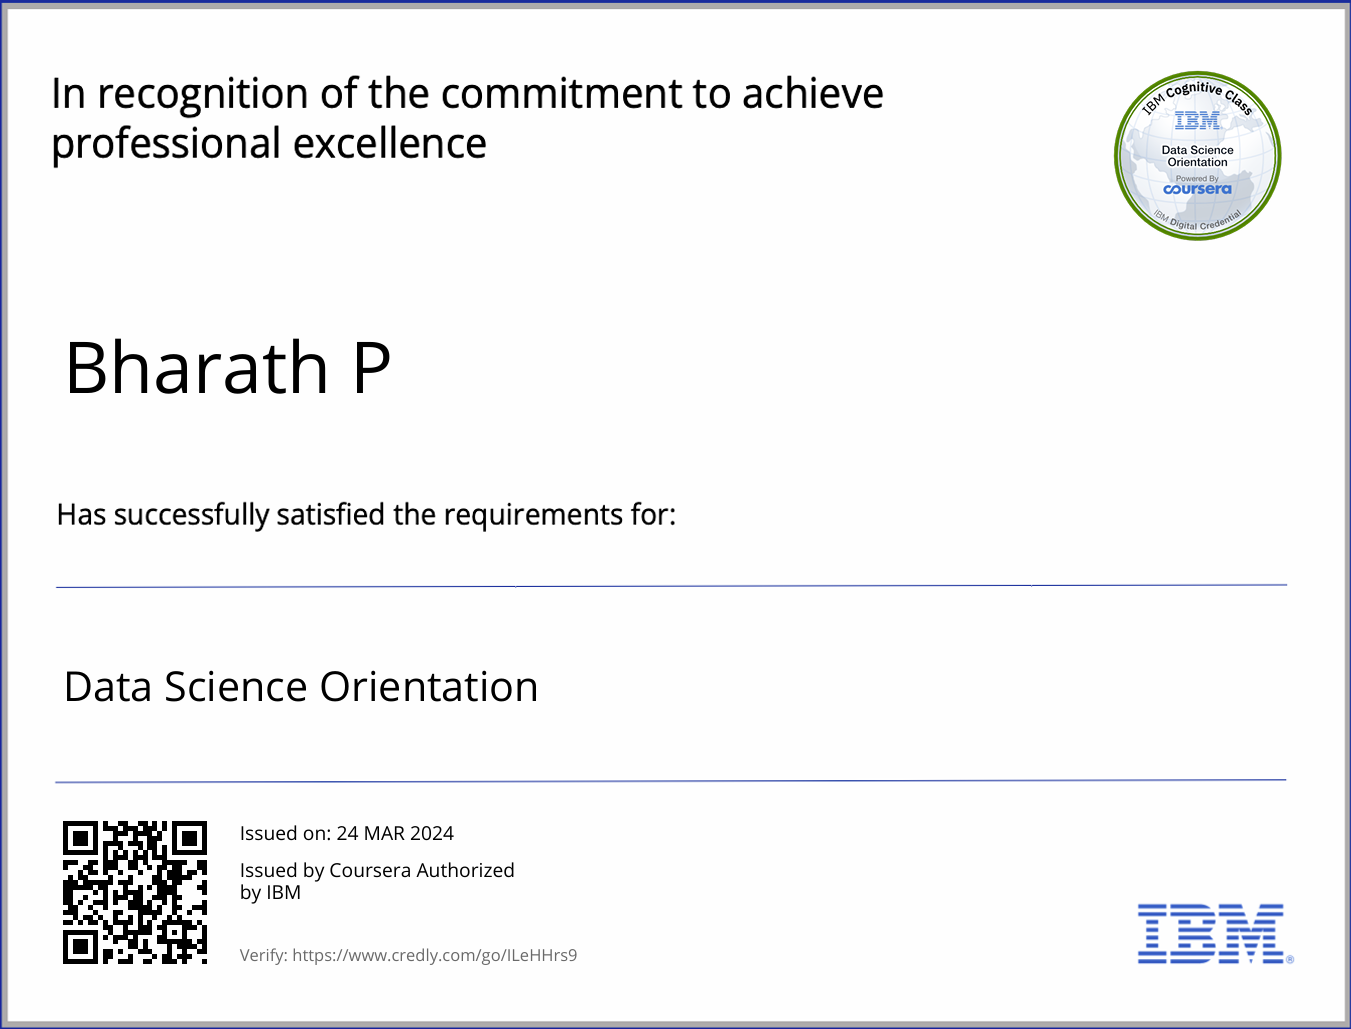 In recognition of the commitment to achieve
professional excellence
IBM Cognitive Class
IBM
Data Science
Orientation
Powered By
coursera
IBM Digital Credential
Bharath P
Has successfully satisfied the requirements for:
Data Science Orientation
Issued on: 24 MAR 2024
Issued by Coursera Authorized
by IBM
Verify: https://www.credly.com/go/ILeHHrs9
IBM®